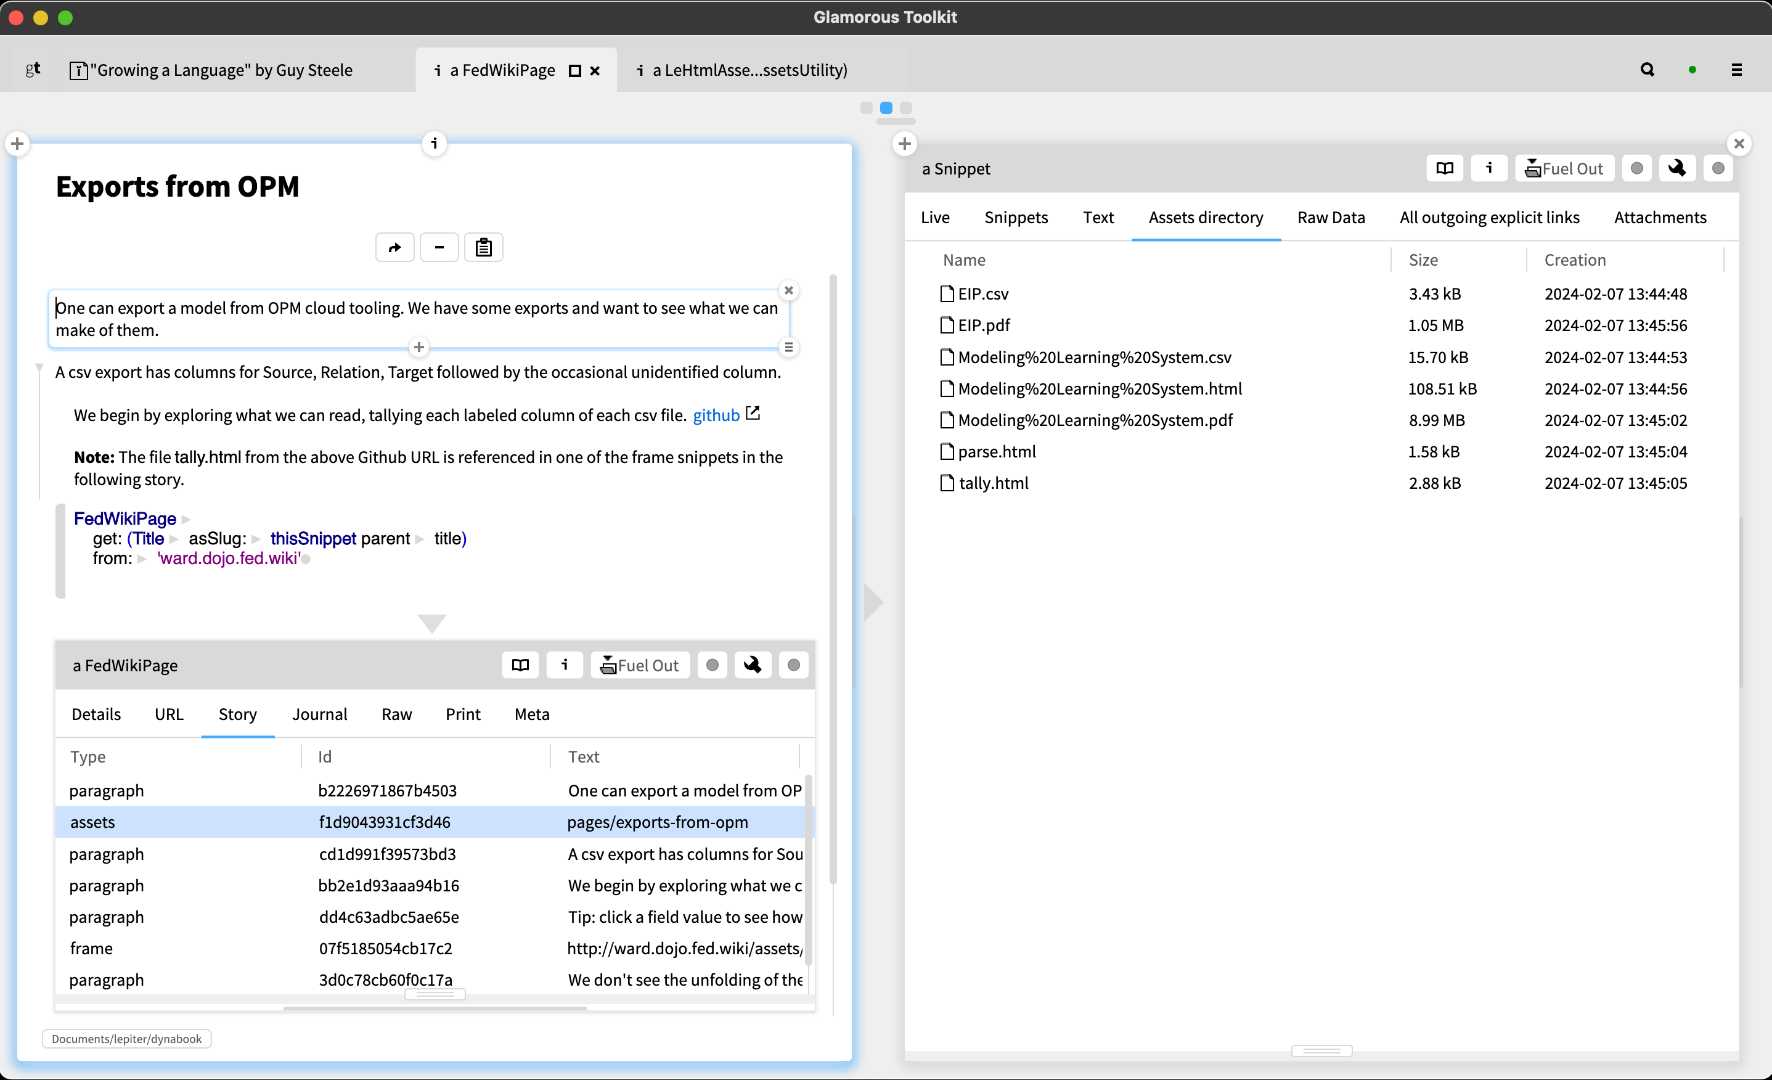 Glamorous Toolkit
gt
"Growing a Language" by Guy Steele
i a FedWikiPage
i a LeHtmlAsse...ssetsUtility)
i
Exports from OPM
One can export a model from OPM cloud tooling. We have some exports and want to see what we can
make of them.
A csv export has columns for Source, Relation, Target followed by the occasional unidentified column.
We begin by exploring what we can read, tallying each labeled column of each csv file. github
Note: The file tally.html from the above Github URL is referenced in one of the frame snippets in the
following story.
FedWikiPage
get: (Title asSlug: thisSnippet parent title)
from: 'ward.dojo.fed.wiki'
a FedWikiPage
i
Fuel Out
Details URL Story Journal Raw Print Meta
Type Id Text
paragraph b2226971867b4503 One can export a model from OP
assets f1d9043931cf3d46 pages/exports-from-opm
paragraph cd1d991f39573bd3 A csv export has columns for Sou
paragraph bb2e1d93aaa94b16 We begin by exploring what we c
paragraph dd4c63adbc5ae65e Tip: click a field value to see how
frame 07f5185054cb17c2 http://ward.dojo.fed.wiki/assets/
paragraph 3d0c78cb60f0c17a We don't see the unfolding of the
Documents/lepiter/dynabook
a Snippet
i
Fuel Out
Live Snippets Text Assets directory Raw Data All outgoing explicit links Attachments
Name Size Creation
EIP.csv 3.43 kB 2024-02-07 13:44:48
EIP.pdf 1.05 MB 2024-02-07 13:45:56
Modeling%20Learning%20System.csv 15.70 kB 2024-02-07 13:44:53
Modeling%20Learning%20System.html 108.51 kB 2024-02-07 13:44:56
Modeling%20Learning%20System.pdf 8.99 MB 2024-02-07 13:45:02
parse.html 1.58 kB 2024-02-07 13:45:04
tally.html 2.88 kB 2024-02-07 13:45:05